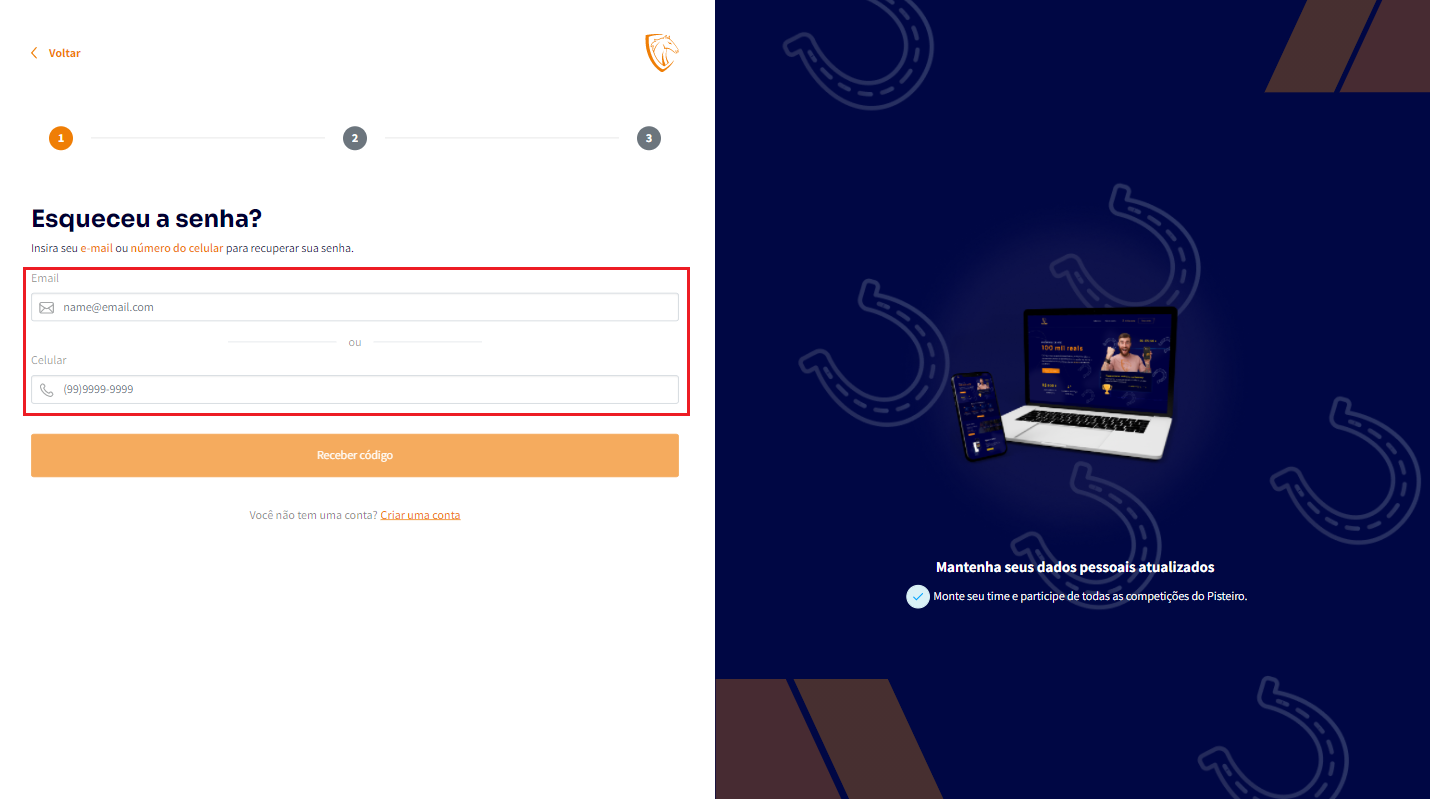 Voltar
1
2
3
Esqueceu a senha?
Insira seu e-mail ou número do celular para recuperar sua senha.
Email
name@email.com
ou
Celular
(99)9999-9999
Receber código
Você não tem uma conta? Criar uma conta
100 mil reais
Mantenha seus dados pessoais atualizados
Monte seu time e participe de todas as competições do Pisteiro.